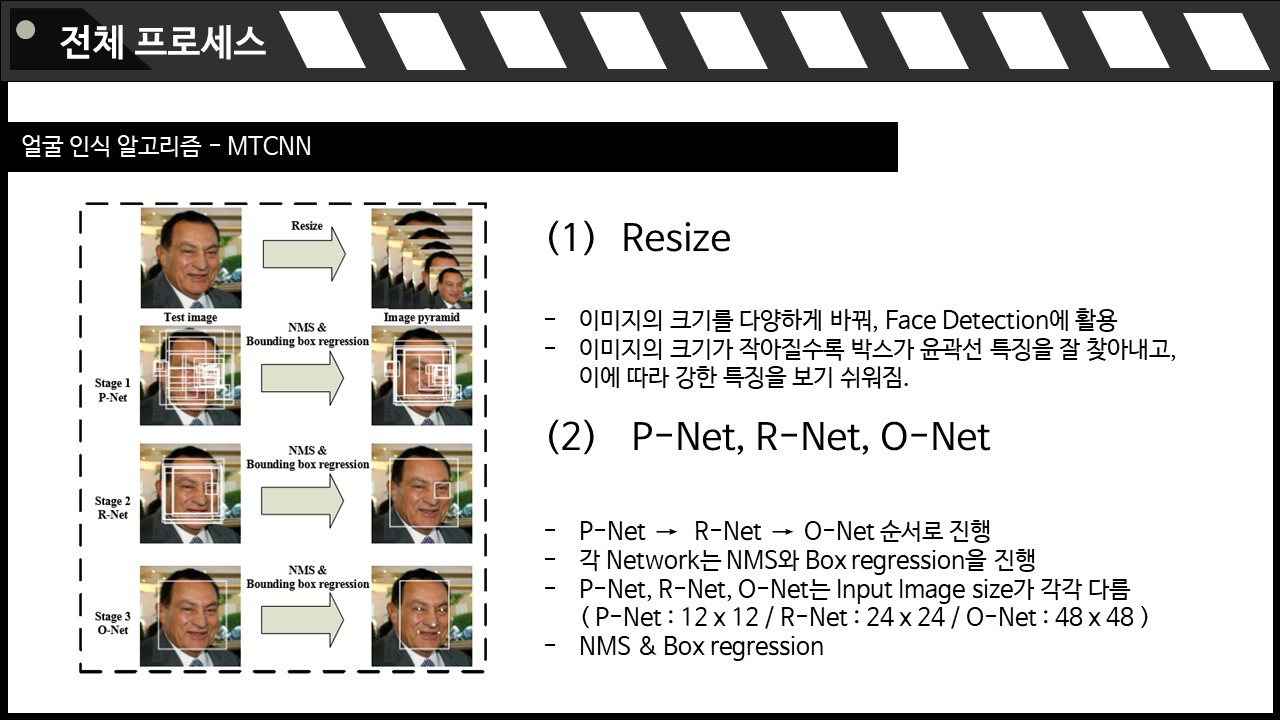 전체 프로세스
얼굴 인식 알고리즘 - MTCNN
Resize
Test image
Image pyramid
NMS &
Bounding box regression
Stage 1
P-Net
NMS &
Bounding box regression
Stage 2
R-Net
NMS &
Bounding box regression
Stage 3
O-Net
(1) Resize
- 이미지의 크기를 다양하게 바꿔, Face Detection에 활용
- 이미지의 크기가 작아질수록 박스가 윤곽선 특징을 잘 찾아내고,
이에 따라 강한 특징을 보기 쉬워짐.
(2) P-Net, R-Net, O-Net
- P-Net → R-Net → O-Net 순서로 진행
- 각 Network는 NMS와 Box regression을 진행
- P-Net, R-Net, O-Net는 Input Image size가 각각 다름
( P-Net : 12 x 12 / R-Net : 24 x 24 / O-Net : 48 x 48 )
- NMS & Box regression